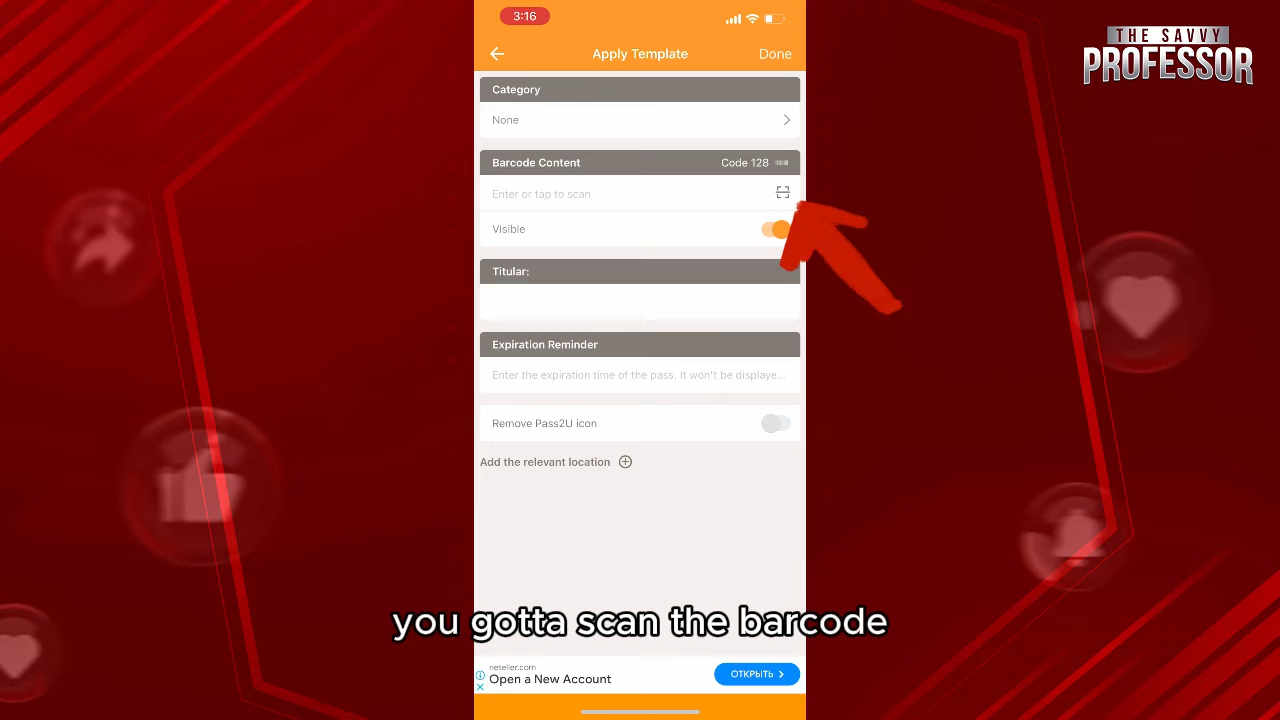 3:16
THE SAVVY
PROFESSOR
Apply Template
Done
Category
None
Barcode Content
Code 128
Enter or tap to scan
Visible
Titular:
Expiration Reminder
Enter the expiration time of the pass. It won't be displaye...
Remove Pass2U icon
Add the relevant location
you gotta scan the barcode
neteller.com
Open a New Account
ОТКРЫТЬ